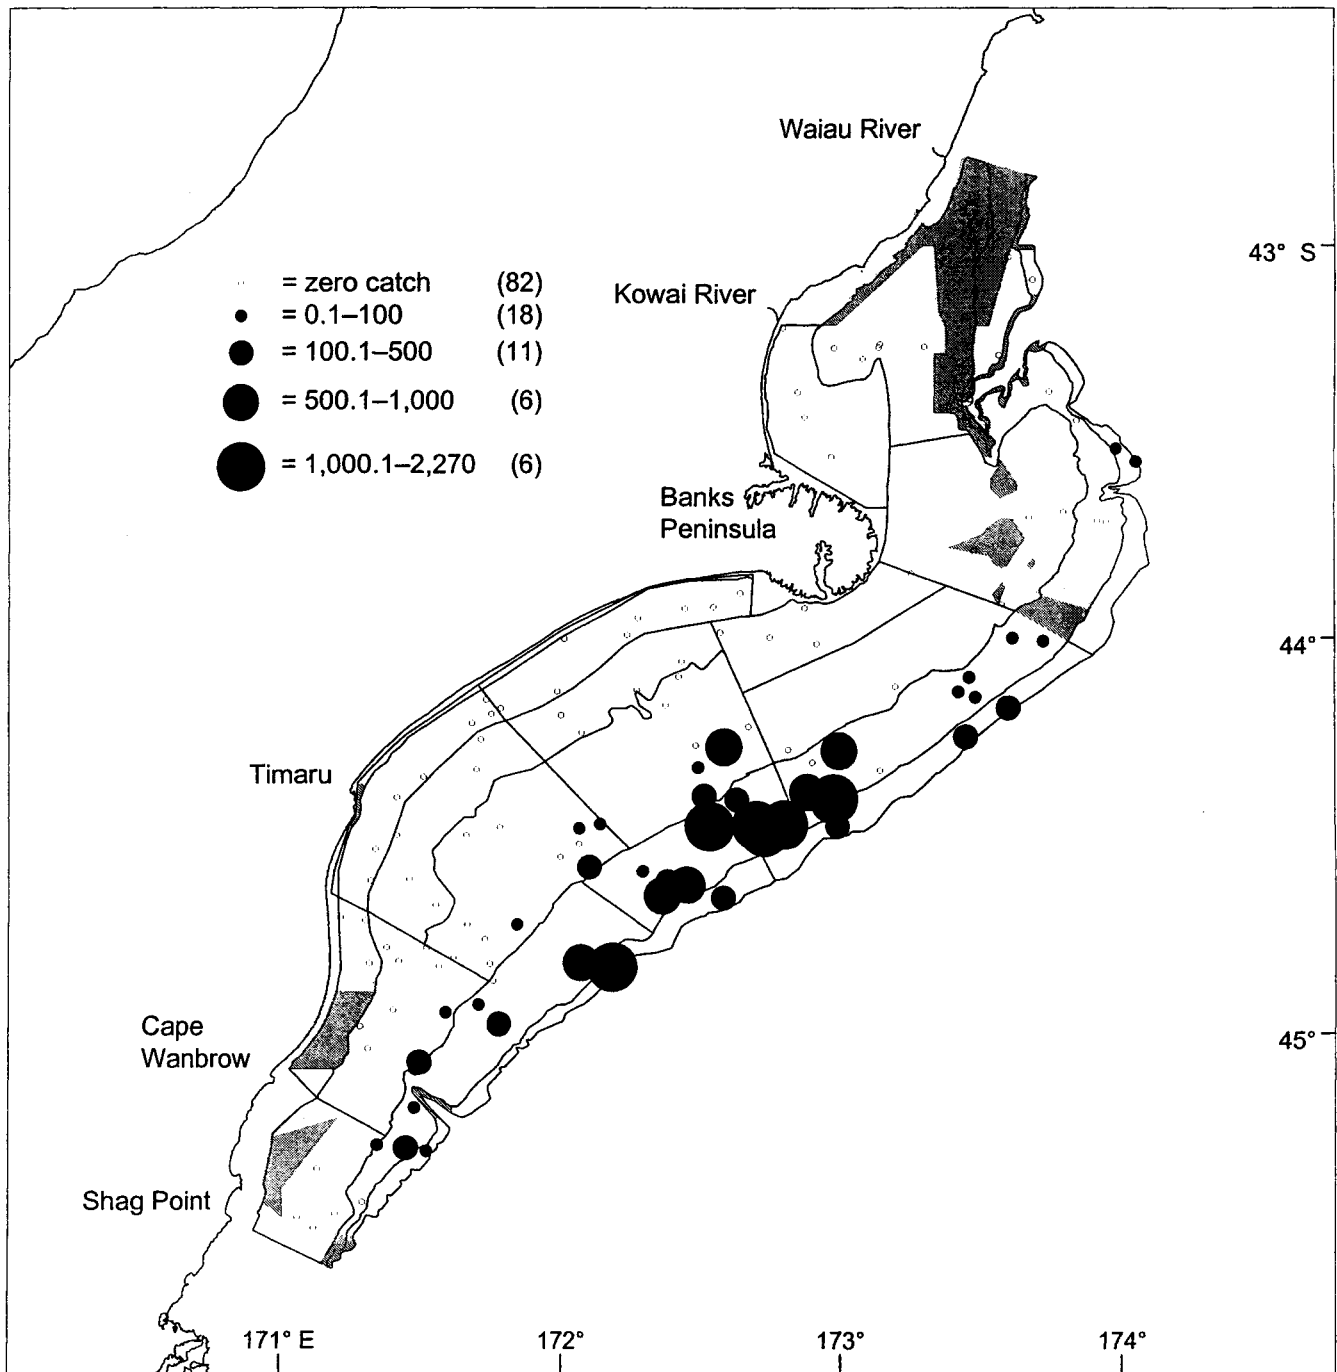 Waiau River
43° S
= zero catch (82)
Kowai River
= 0.1–100 (18)
= 100.1–500 (11)
= 500.1–1,000 (6)
= 1,000.1–2,270 (6)
Banks
Peninsula
44°
Timaru
Cape
Wanbrow
45°
Shag Point
171° E 172° 173° 174°